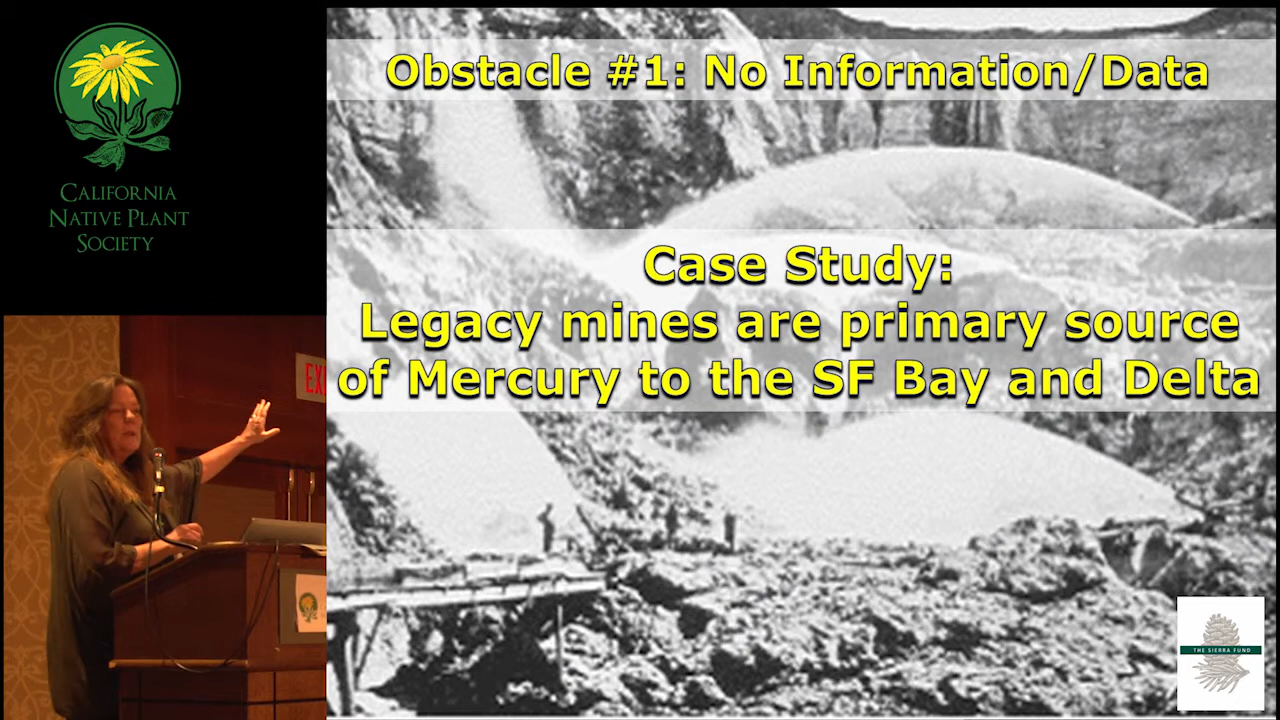 CALIFORNIA
NATIVE PLANT
SOCIETY
Obstacle #1: No Information/Data
Case Study:
Legacy mines are primary source
of Mercury to the SF Bay and Delta
EX
THE SIERRA FUND